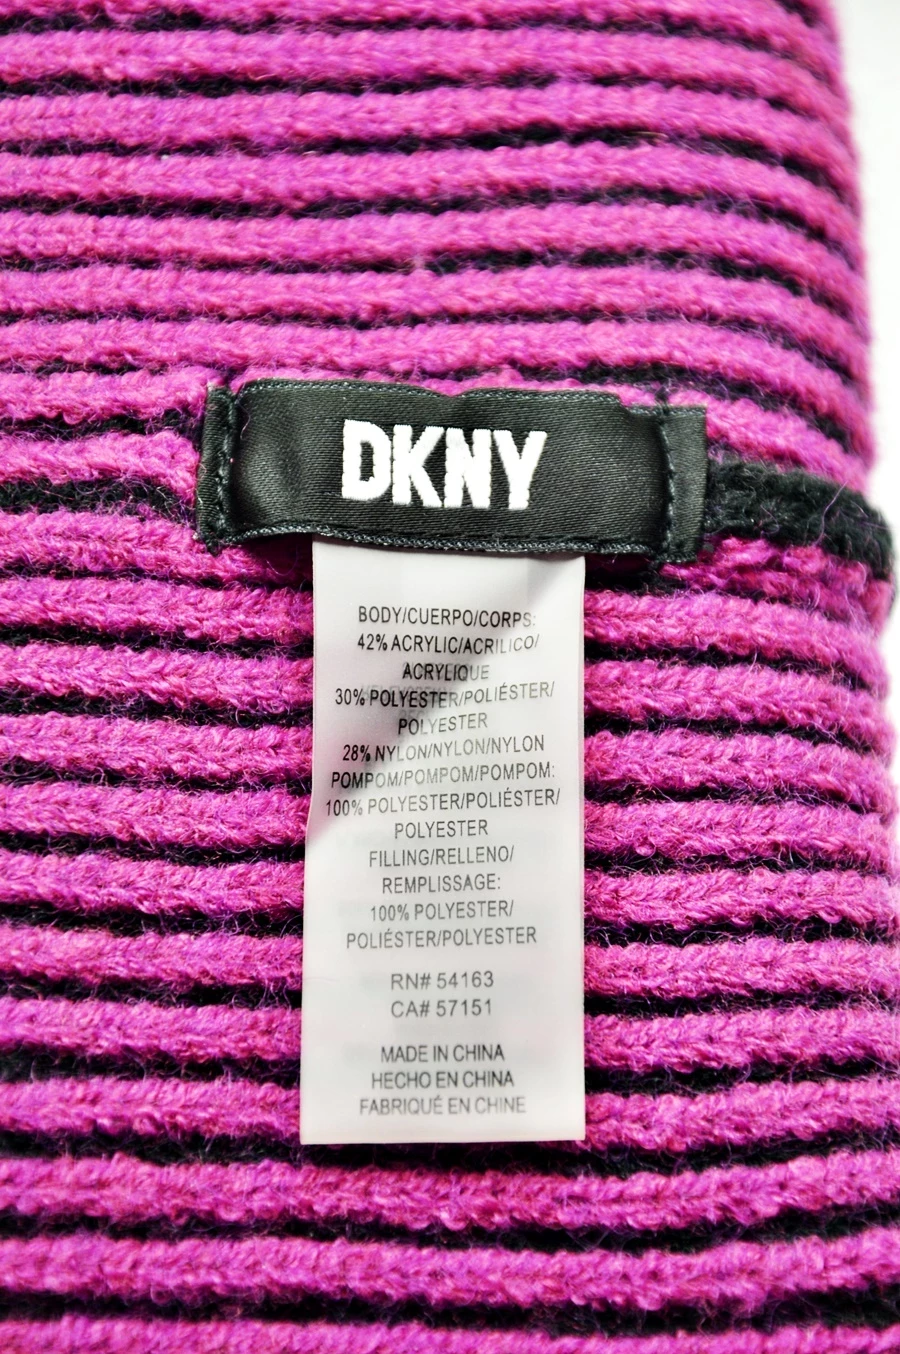 DKNY
BODY/CUERPO/CORPS:
42% ACRYLIC/ACRILICO/
ACRYLIQUE
30% POLYESTER/POLIÉSTER/
POLYESTER
28% NYLON/NYLON/NYLON
POMPOM/POMPOM/POMPOM:
100% POLYESTER/POLIÉSTER/
POLYESTER
FILLING/RELLENO/
REMPLISSAGE:
100% POLYESTER/
POLIÉSTER/POLYESTER
RN# 54163
CA# 57151
MADE IN CHINA
HECHO EN CHINA
FABRIQUÉ EN CHINE